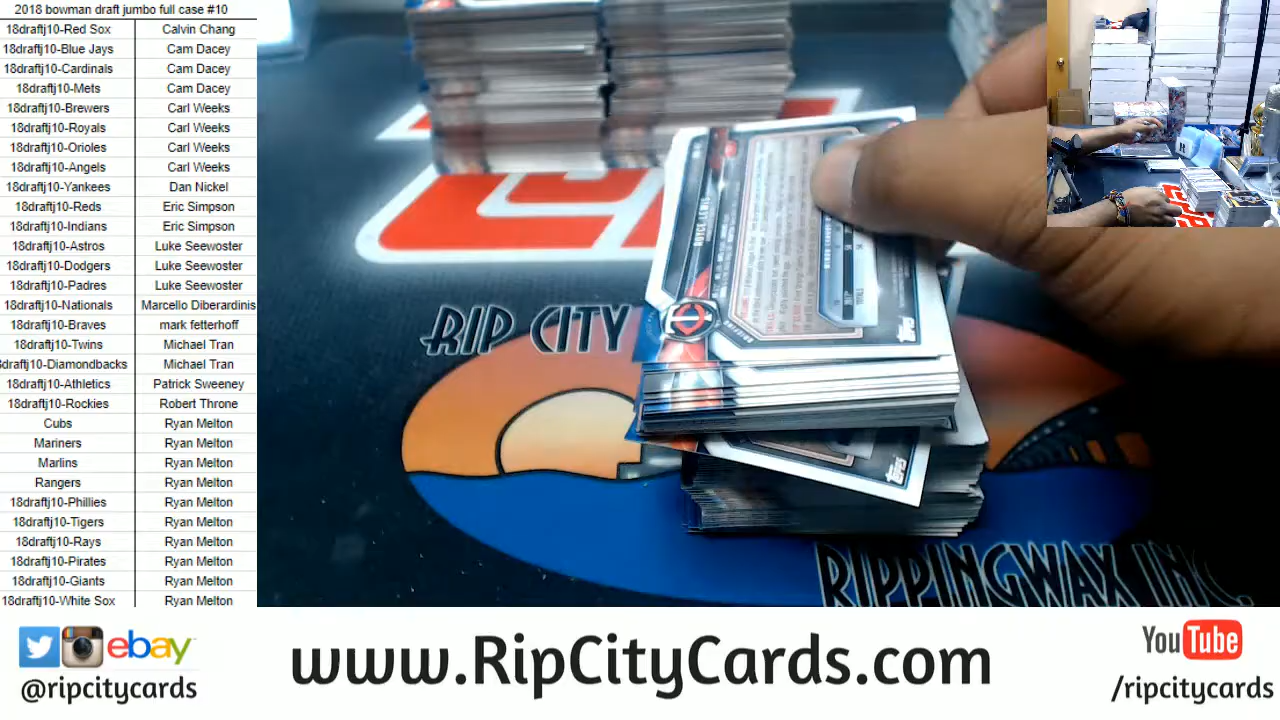 2018 bowman draft jumbo full case #10
18draftj10-Red Sox Calvin Chang
18draftj10-Blue Jays Cam Dacey
18draftj10-Cardinals Cam Dacey
18draftj10-Mets Cam Dacey
18draftj10-Brewers Carl Weeks
18draftj10-Royals Carl Weeks
18draftj10-Orioles Carl Weeks
18draftj10-Angels Carl Weeks
18draftj10-Yankees Dan Nickel
18draftj10-Reds Eric Simpson
18draftj10-Indians Eric Simpson
18draftj10-Astros Luke Seewoster
18draftj10-Dodgers Luke Seewoster
18draftj10-Padres Luke Seewoster
18draftj10-Nationals Marcello Diberardinis
18draftj10-Braves mark fetterhoff
18draftj10-Twins Michael Tran
8draftj10-Diamondbacks Michael Tran
18draftj10-Athletics Patrick Sweeney
18draftj10-Rockies Robert Throne
Cubs Ryan Melton
Mariners Ryan Melton
Marlins Ryan Melton
Rangers Ryan Melton
18draftj10-Phillies Ryan Melton
18draftj10-Tigers Ryan Melton
18draftj10-Rays Ryan Melton
18draftj10-Pirates Ryan Melton
18draftj10-Giants Ryan Melton
18draftj10-White Sox Ryan Melton
ROYCE LEWIS
Topps
Topps
RIP CITY
RIPPINGWAX INC.
ebay
@ripcitycards
www.RipCityCards.com
YouTube
/ripcitycards